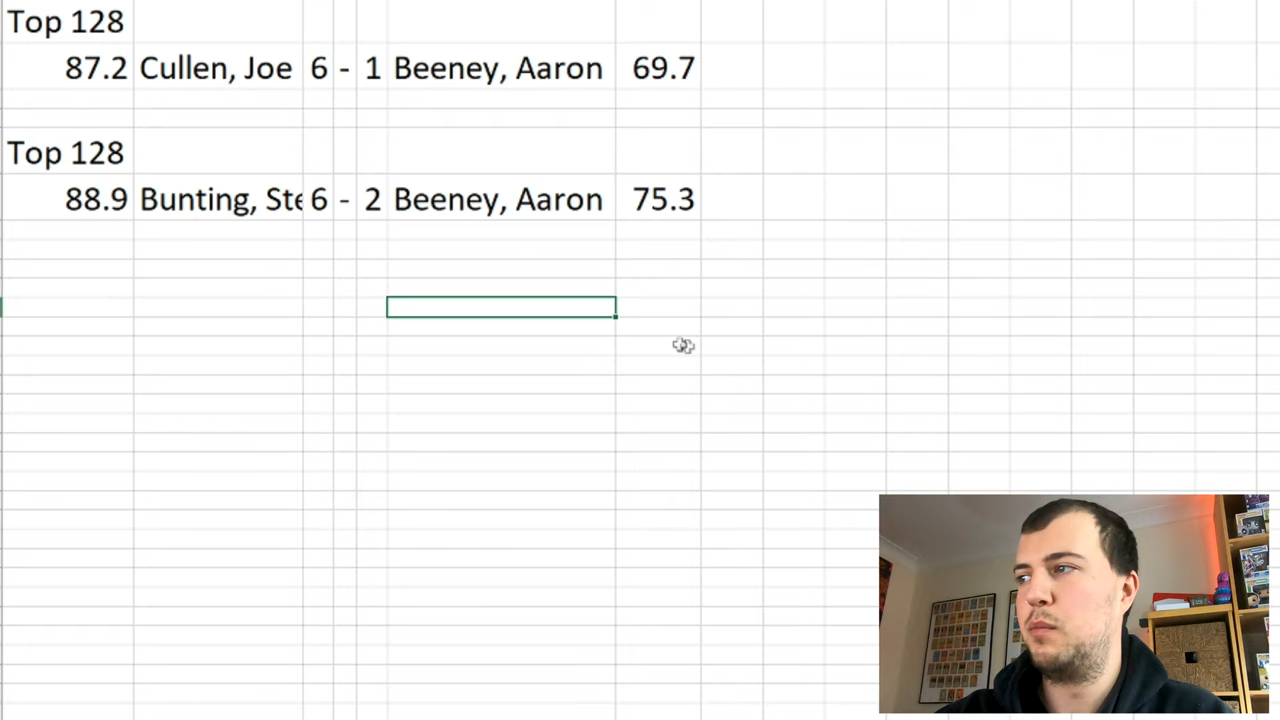 Top 128
87.2 Cullen, Joe 6 - 1 Beeney, Aaron 69.7
Top 128
88.9 Bunting, Ste 6 - 2 Beeney, Aaron 75.3